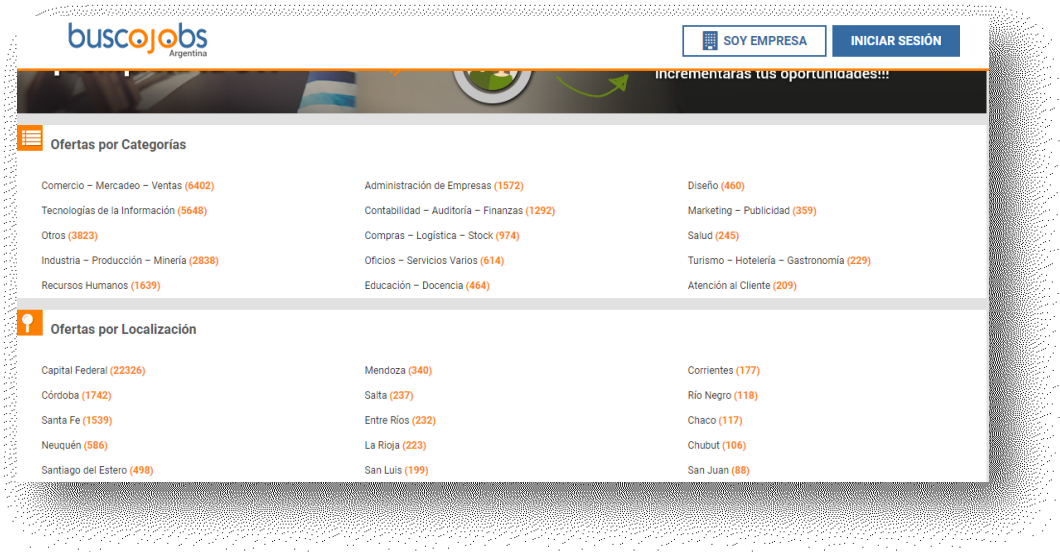 buscojobs
Argentina
SOY EMPRESA
INICIAR SESIÓN
incrementarás tus oportunidades!!!
Ofertas por Categorías
Comercio – Mercadeo – Ventas (6402)
Administración de Empresas (1572)
Diseño (460)
Tecnologías de la Información (5648)
Contabilidad – Auditoría – Finanzas (1292)
Marketing – Publicidad (359)
Otros (3823)
Compras – Logística – Stock (974)
Salud (245)
Industria – Producción – Minería (2838)
Oficios – Servicios Varios (614)
Turismo – Hotelería – Gastronomía (229)
Recursos Humanos (1639)
Educación – Docencia (464)
Atención al Cliente (209)
Ofertas por Localización
Capital Federal (22326)
Mendoza (340)
Corrientes (177)
Córdoba (1742)
Salta (237)
Río Negro (118)
Santa Fe (1539)
Entre Ríos (232)
Chaco (117)
Neuquén (586)
La Rioja (223)
Chubut (106)
Santiago del Estero (498)
San Luis (199)
San Juan (88)